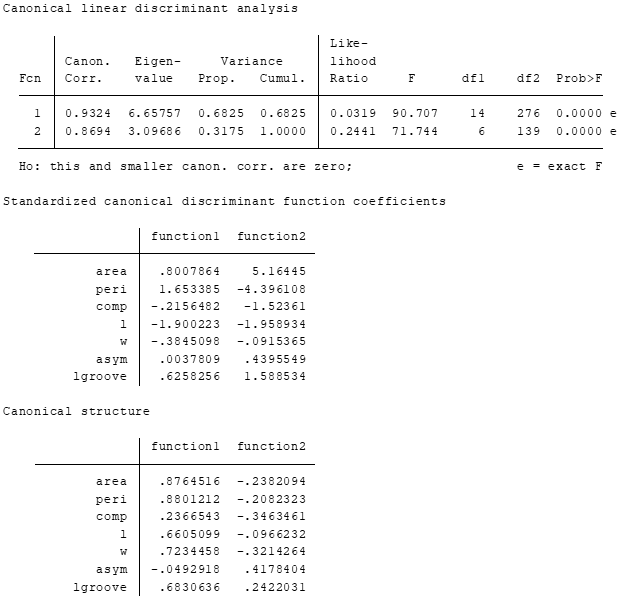 Canonical linear discriminant analysis
Like-
Canon. Eigen- Variance lihood
Fcn Corr. value Prop. Cumul. Ratio F df1 df2 Prob>F
1 0.9324 6.65757 0.6825 0.6825 0.0319 90.707 14 276 0.0000 e
2 0.8694 3.09686 0.3175 1.0000 0.2441 71.744 6 139 0.0000 e
Ho: this and smaller canon. corr. are zero; e = exact F
Standardized canonical discriminant function coefficients
function1 function2
area .8007864 5.16445
peri 1.653385 -4.396108
comp -.2156482 -1.52361
l -1.900223 -1.958934
w -.3845098 -.0915365
asym .0037809 .4395549
lgroove .6258256 1.588534
Canonical structure
function1 function2
area .8764516 -.2382094
peri .8801212 -.2082323
comp .2366543 -.3463461
l .6605099 -.0966232
w .7234458 -.3214264
asym -.0492918 .4178404
lgroove .6830636 .2422031